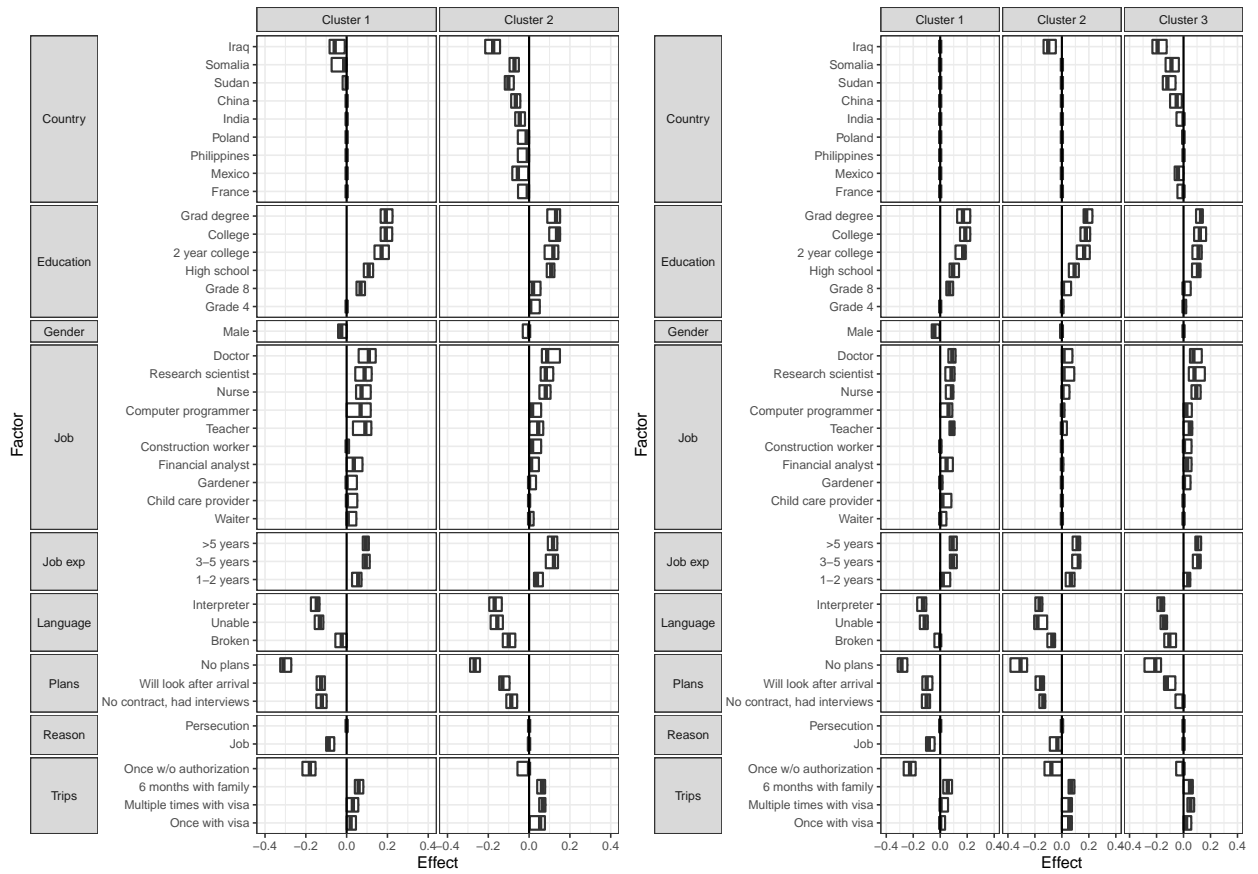 Cluster 1
Cluster 2
Country
Iraq
Somalia
Sudan
China
India
Poland
Philippines
Mexico
France
Education
Grad degree
College
2 year college
High school
Grade 8
Grade 4
Gender
Male
Factor
Job
Doctor
Research scientist
Nurse
Computer programmer
Teacher
Construction worker
Financial analyst
Gardener
Child care provider
Waiter
Job exp
>5 years
3−5 years
1−2 years
Language
Interpreter
Unable
Broken
Plans
No plans
Will look after arrival
No contract, had interviews
Reason
Persecution
Job
Trips
Once w/o authorization
6 months with family
Multiple times with visa
Once with visa
−0.4 −0.2 0.0 0.2 0.4 −0.4 −0.2 0.0 0.2 0.4
Effect
Cluster 1
Cluster 2
Cluster 3
Country
Iraq
Somalia
Sudan
China
India
Poland
Philippines
Mexico
France
Education
Grad degree
College
2 year college
High school
Grade 8
Grade 4
Gender
Male
Factor
Job
Doctor
Research scientist
Nurse
Computer programmer
Teacher
Construction worker
Financial analyst
Gardener
Child care provider
Waiter
Job exp
>5 years
3−5 years
1−2 years
Language
Interpreter
Unable
Broken
Plans
No plans
Will look after arrival
No contract, had interviews
Reason
Persecution
Job
Trips
Once w/o authorization
6 months with family
Multiple times with visa
Once with visa
−0.4 −0.2 0.0 0.2 0.4 −0.4 −0.2 0.0 0.2 0.4 −0.4 −0.2 0.0 0.2 0.4
Effect